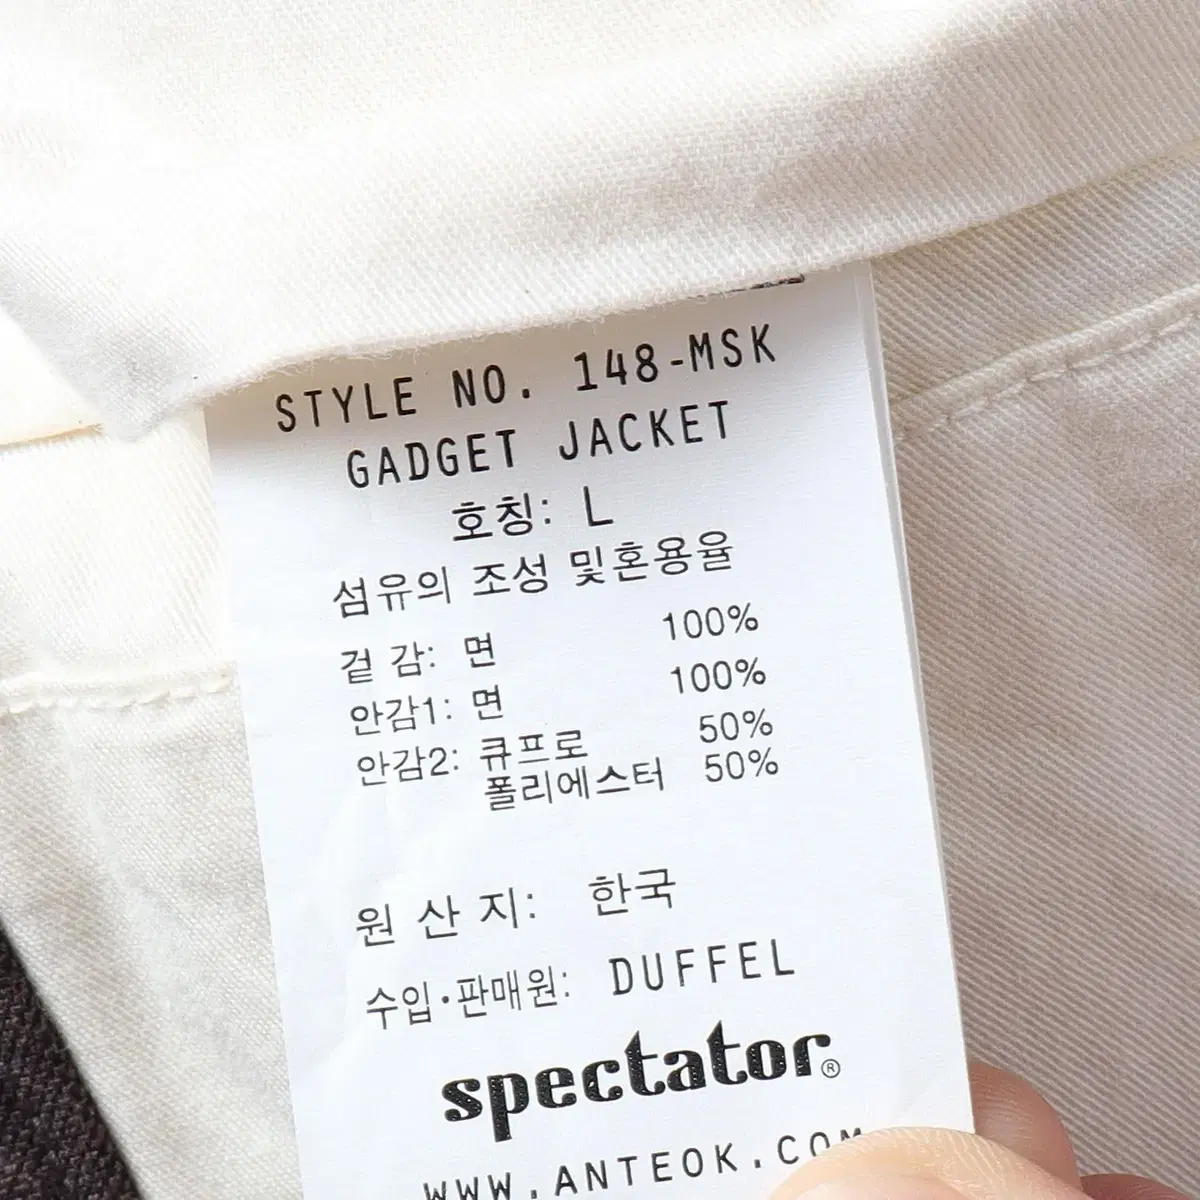 STYLE NO. 148-MSK
GADGET JACKET
호칭: L
섬유의 조성 및혼용율
겉 감: 면 100%
안감1: 면 100%
안감2: 큐프로 50%
폴리에스터 50%
원 산 지: 한국
수입·판매원: DUFFEL
spectator®
WWW.ANTEOK.COM